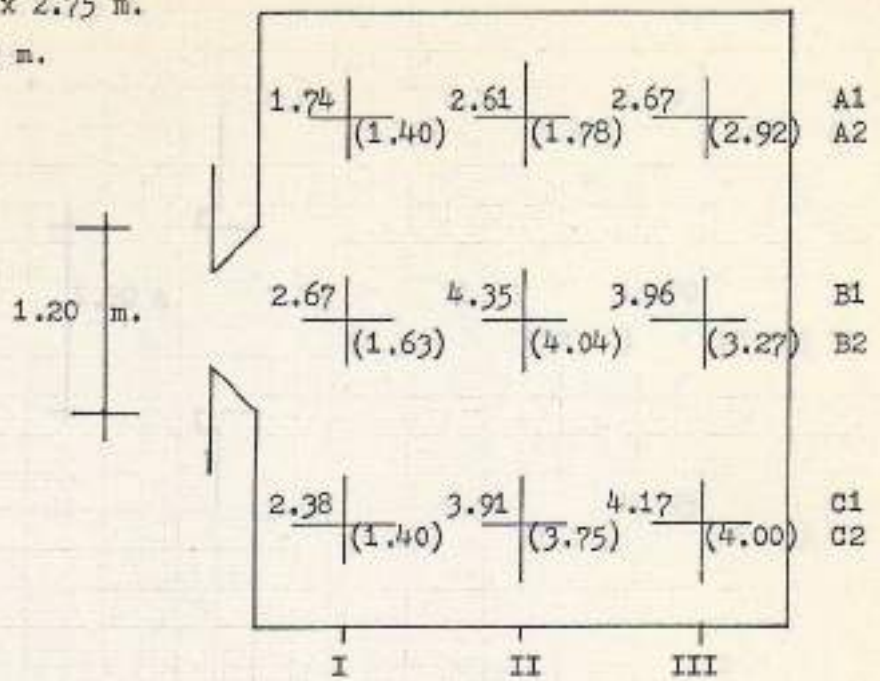 x 2.75 m.
m.
1.74 2.61 2.67 A1
(1.40) (1.78) (2.92) A2
2.67 4.35 3.96 B1
1.20 m.
(1.63) (4.04) (3.27) B2
2.38 3.91 4.17 C1
(1.40) (3.75) (4.00) C2
I II III